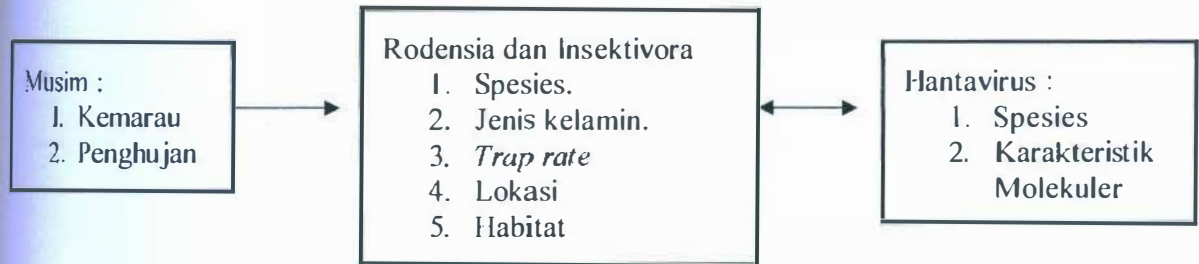 Musim :
1. Kemarau
2. Penghujan
Rodensia dan Insektivora
1. Spesies.
2. Jenis kelamin.
3. Trap rate
4. Lokasi
5. Habitat
Hantavirus :
1. Spesies
2. Karakteristik
Molekuler